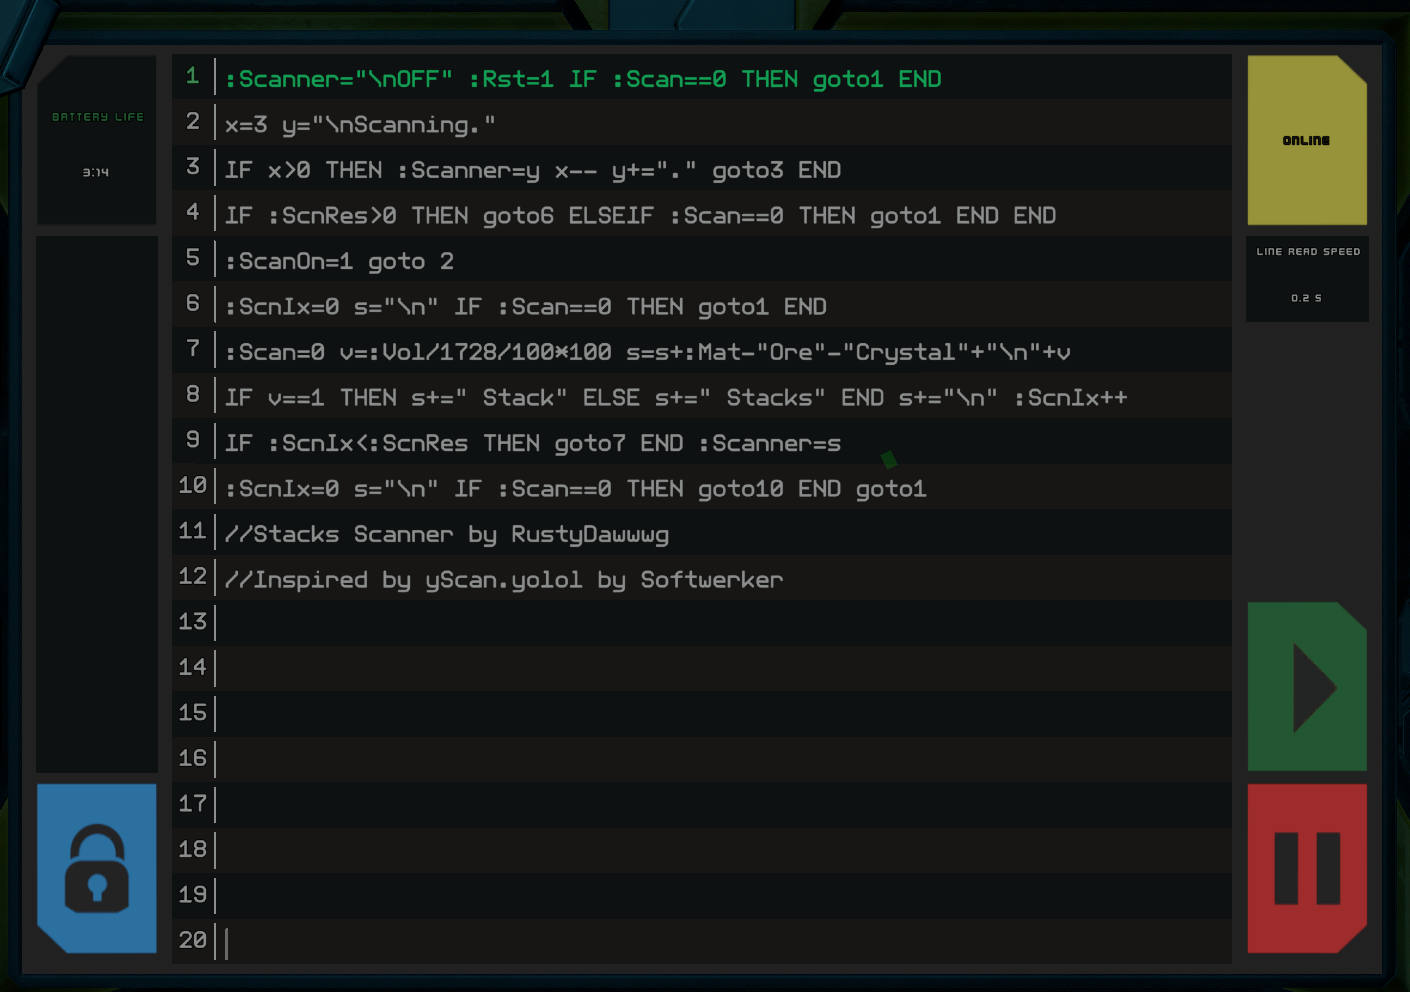 BATTERY LIFE
3:14
1 :Scanner="\nOFF" :Rst=1 IF :Scan==0 THEN goto1 END
2 x=3 y="\nScanning."
3 IF x>0 THEN :Scanner=y x-- y+="." goto3 END
4 IF :ScnRes>0 THEN goto6 ELSEIF :Scan==0 THEN goto1 END END
5 :ScanOn=1 goto 2
6 :ScnIx=0 s="\n" IF :Scan==0 THEN goto1 END
7 :Scan=0 v=:Vol/1728/100*100 s=s+:Mat-"Ore"-"Crystal"+"\n"+v
8 IF v==1 THEN s+=" Stack" ELSE s+=" Stacks" END s+="\n" :ScnIx++
9 IF :ScnIx<:ScnRes THEN goto7 END :Scanner=s
10 :ScnIx=0 s="\n" IF :Scan==0 THEN goto10 END goto1
11 //Stacks Scanner by RustyDawwwg
12 //Inspired by yScan.yolol by Softwerker
13
14
15
16
17
18
19
20
ONLINE
LINE READ SPEED
0.2 S